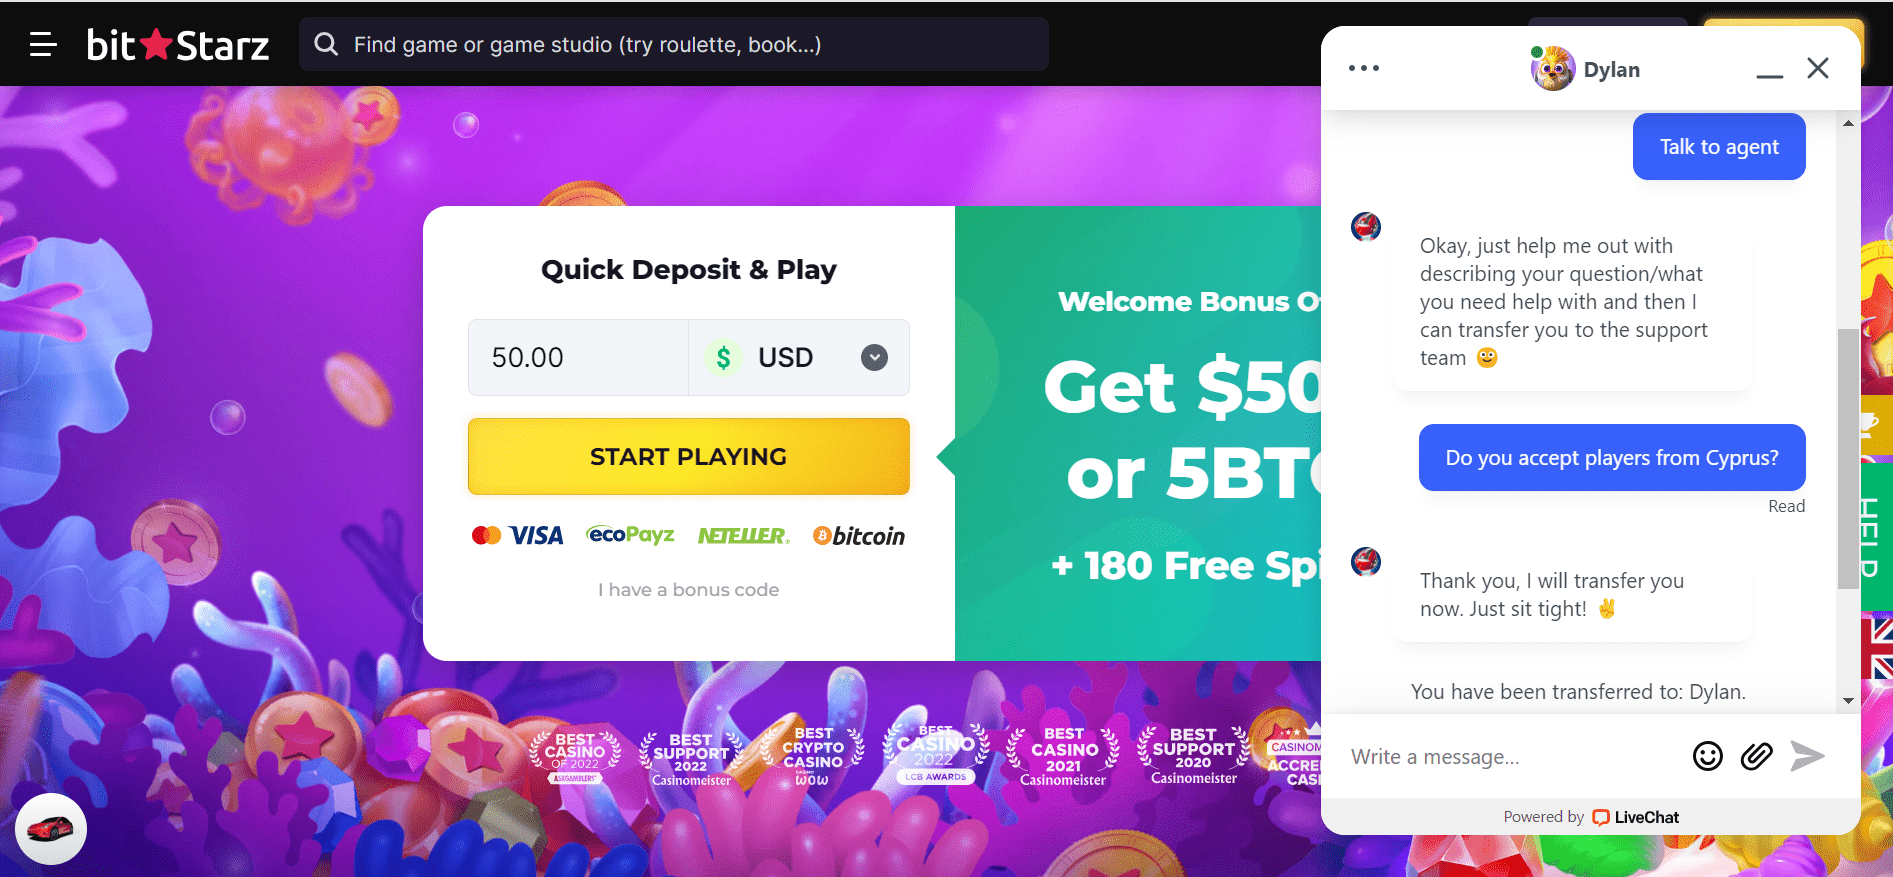 bit Starz
Find game or game studio (try roulette, book...)
Quick Deposit & Play
50.00
$ USD
START PLAYING
VISA
ecoPayz
NETELLER
bitcoin
I have a bonus code
Welcome Bonus
Get $50
or 5BT
+ 180 Free
BEST
CASINO
OF 2022
ASKGAMBLERS
BEST
SUPPORT
2022
Casinomeister
BEST
CRYPTO
CASINO
CASINO
WOW
BEST
CASINO
2022
LCB AWARDS
BEST
CASINO
2021
Casinomeister
BEST
SUPPORT
2020
Casinomeister
CASINOM
ACCRE
CAS
Dylan
Talk to agent
Okay, just help me out with
describing your question/what
you need help with and then I
can transfer you to the support
team
Do you accept players from Cyprus?
Read
Thank you, I will transfer you
now. Just sit tight!
You have been transferred to: Dylan.
Write a message...
Powered by LiveChat
HELP